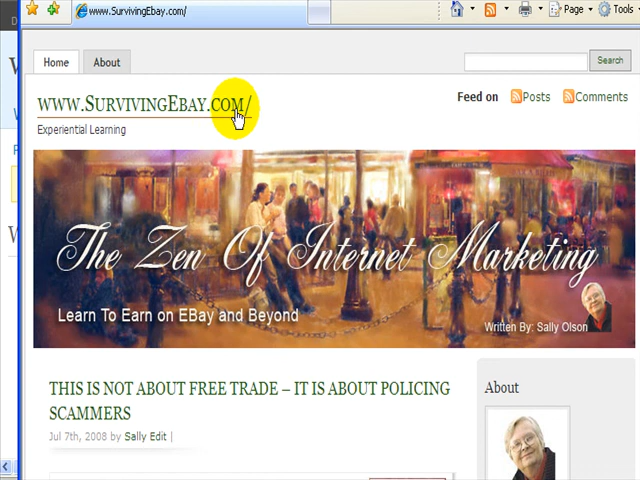 www.SurvivingEbay.com/
Page
Tools
Home
About
Search
www.SurvivingEbay.com/
Experiential Learning
Feed on
Posts
Comments
The Zen Of Internet Marketing
Learn To Earn on EBay and Beyond
Written By: Sally Olson
THIS IS NOT ABOUT FREE TRADE – IT IS ABOUT POLICING
SCAMMERS
Jul 7th, 2008 by Sally Edit |
About